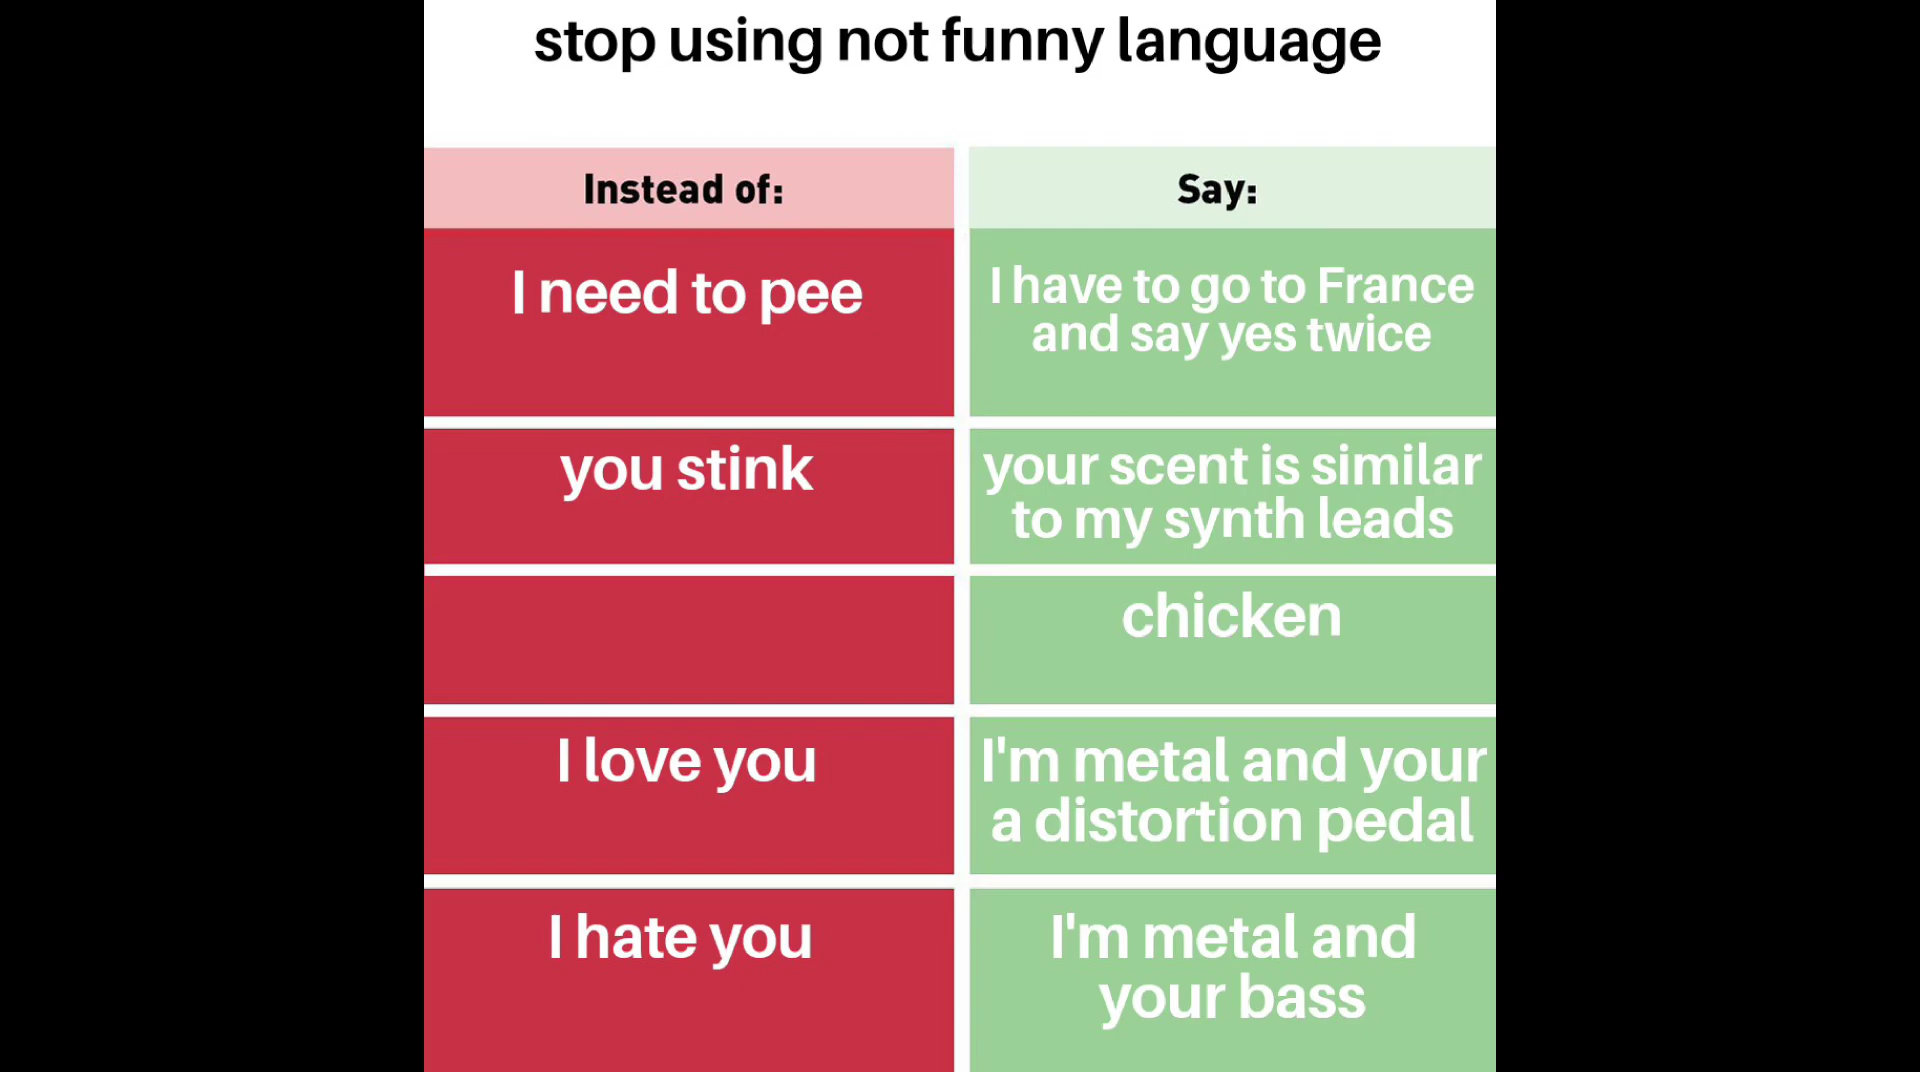 stop using not funny language
Instead of:
Say:
I need to pee
I have to go to France
and say yes twice
you stink
your scent is similar
to my synth leads
chicken
I love you
I'm metal and your
a distortion pedal
I hate you
I'm metal and
your bass